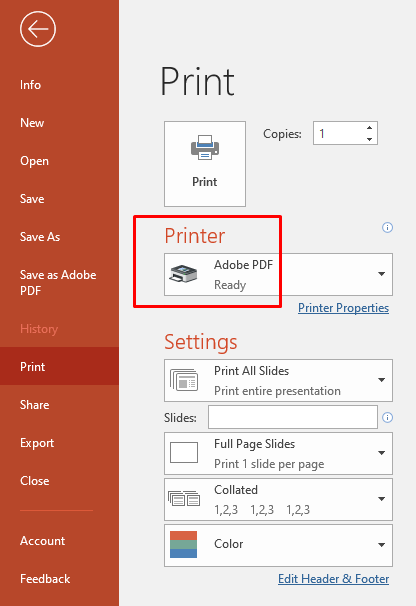 Info
New
Open
Save
Save As
Save as Adobe
PDF
History
Print
Share
Export
Close
Account
Feedback
Print
Print
Copies: 1
Printer
Adobe PDF
Ready
Printer Properties
Settings
Print All Slides
Print entire presentation
Slides:
Full Page Slides
Print 1 slide per page
Collated
1,2,3 1,2,3 1,2,3
Color
Edit Header & Footer